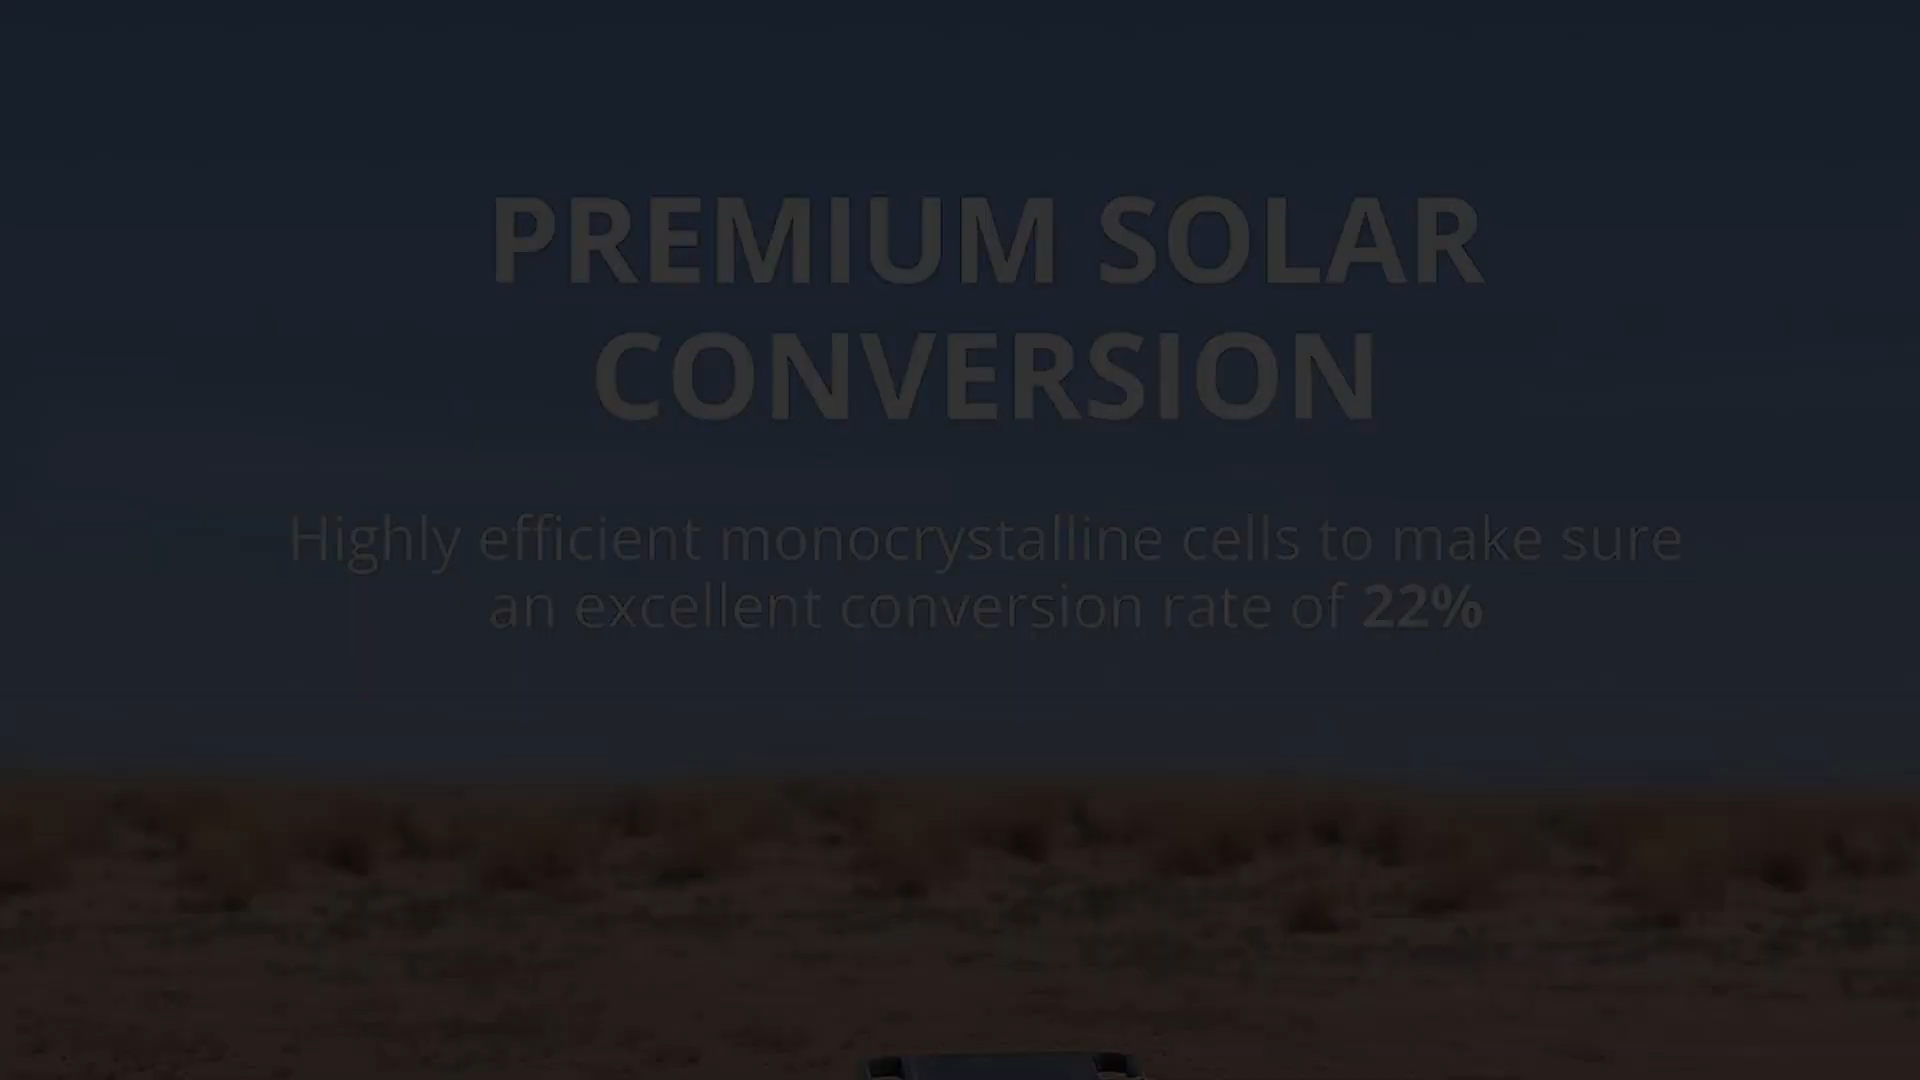 PREMIUM SOLAR
CONVERSION
Highly efficient monocrystalline cells to make sure
an excellent conversion rate of 22%